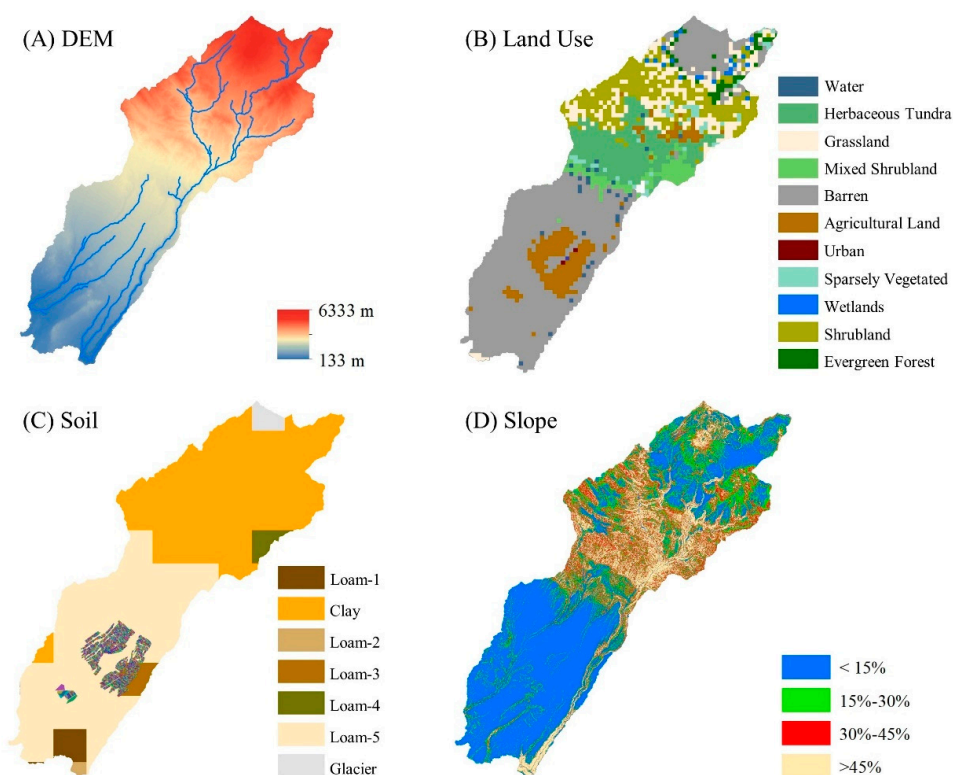 (A) DEM
6333 m
133 m
(B) Land Use
Water
Herbaceous Tundra
Grassland
Mixed Shrubland
Barren
Agricultural Land
Urban
Sparsely Vegetated
Wetlands
Shrubland
Evergreen Forest
(C) Soil
Loam-1
Clay
Loam-2
Loam-3
Loam-4
Loam-5
Glacier
(D) Slope
< 15%
15%-30%
30%-45%
>45%